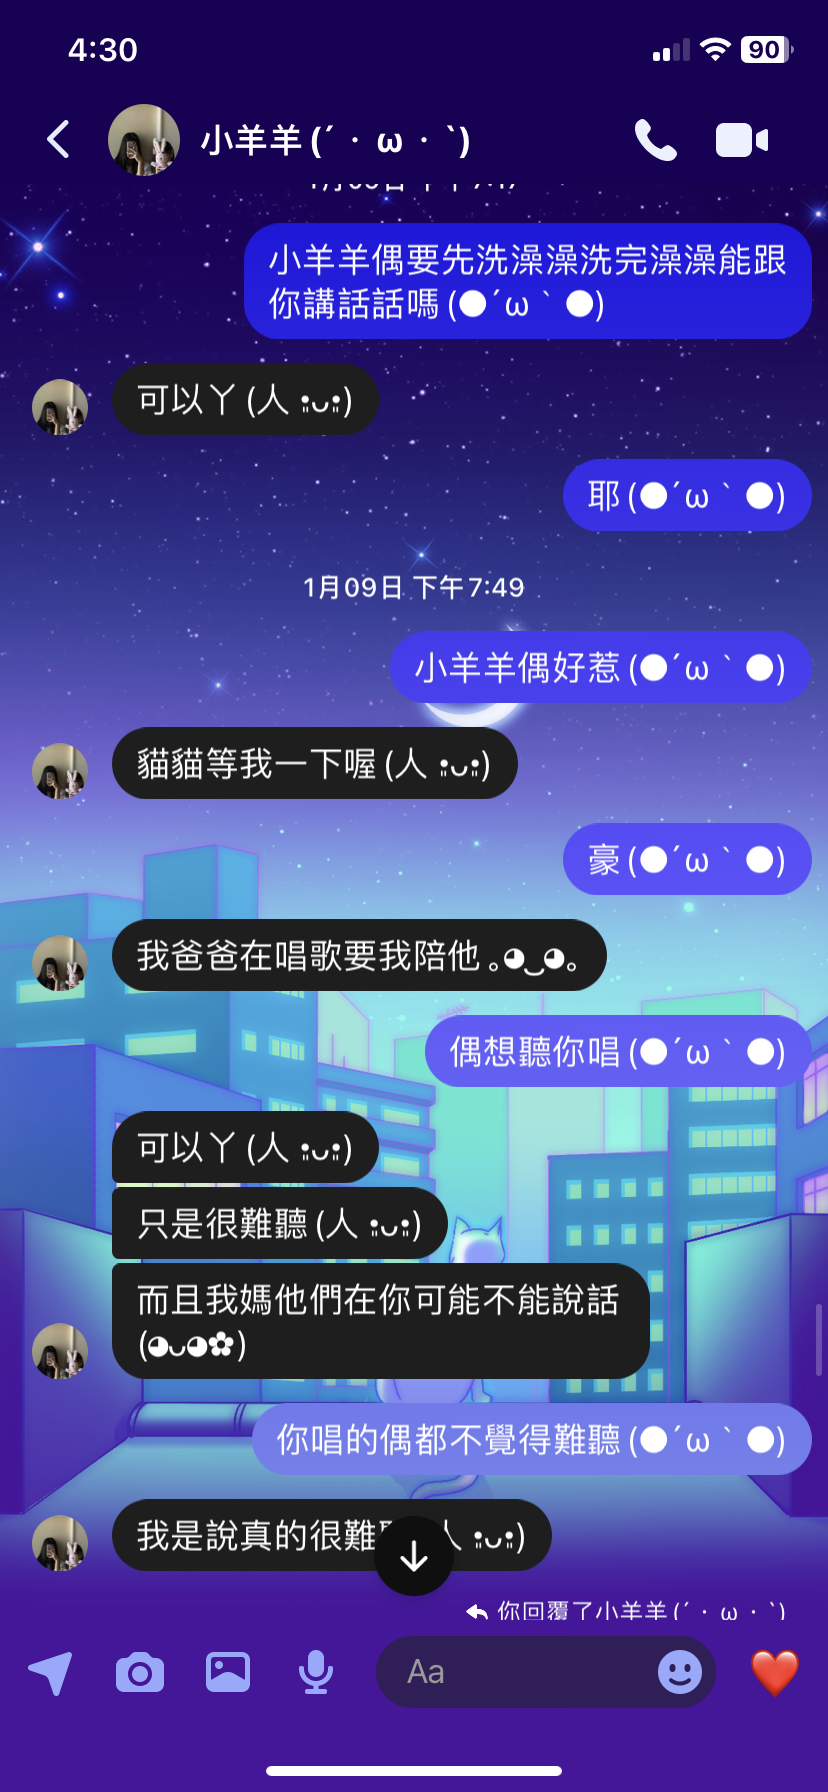 4:30
90
小羊羊 (´・ω・`)
小羊羊偶要先洗澡澡洗完澡澡能跟
你講話話嗎 (●´ω｀●)
可以丫 (人 •͈ᴗ•͈)
耶 (●´ω｀●)
1月09日 下午7:49
小羊羊偶好惹 (●´ω｀●)
貓貓等我一下喔 (人 •͈ᴗ•͈)
豪 (●´ω｀●)
我爸爸在唱歌要我陪他 ｡◕‿◕｡
偶想聽你唱 (●´ω｀●)
可以丫 (人 •͈ᴗ•͈)
只是很難聽 (人 •͈ᴗ•͈)
而且我媽他們在你可能不能說話
(◕ᴗ◕✿)
你唱的偶都不覺得難聽 (●´ω｀●)
我是說真的很難 人 •͈ᴗ•͈)
你回覆了小羊羊 (´・ω・`)
Aa